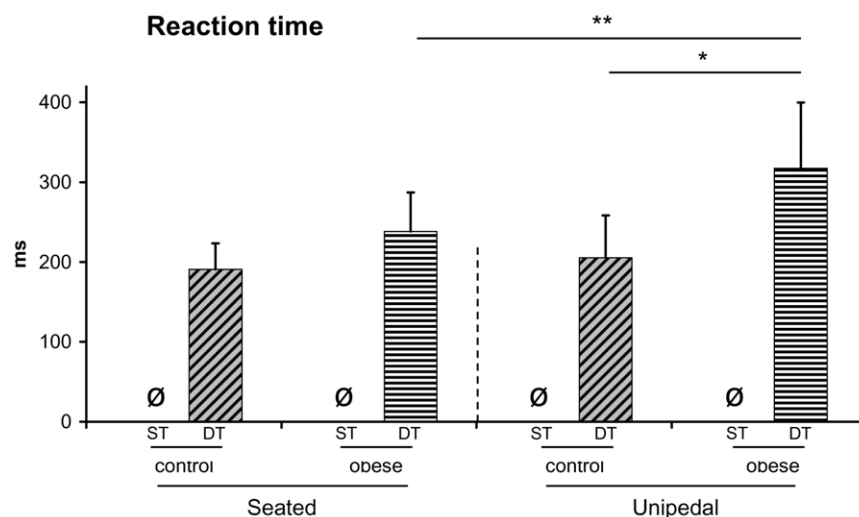 Reaction time
**
*
400
300
200
100
0
ms
Ø Ø Ø Ø
ST DT ST DT ST DT ST DT
control obese control obese
Seated Unipedal